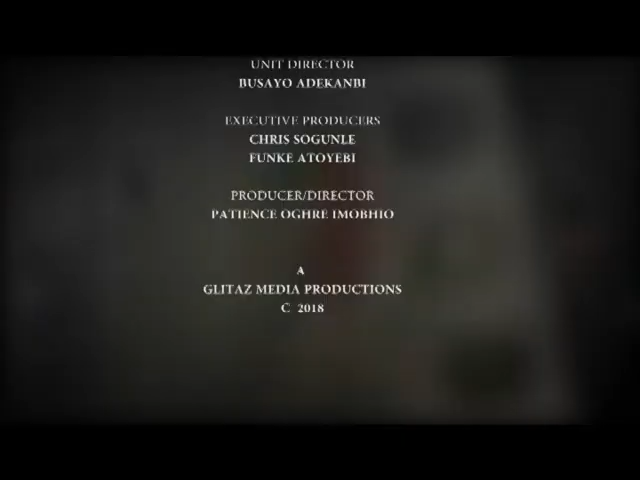 UNIT DIRECTOR
BUSAYO ADEKANBI
EXECUTIVE PRODUCERS
CHRIS SOGUNLE
FUNKE ATOYEBI
PRODUCER/DIRECTOR
PATIENCE OGHRE IMOBHIO
A
GLITAZ MEDIA PRODUCTIONS
C 2018